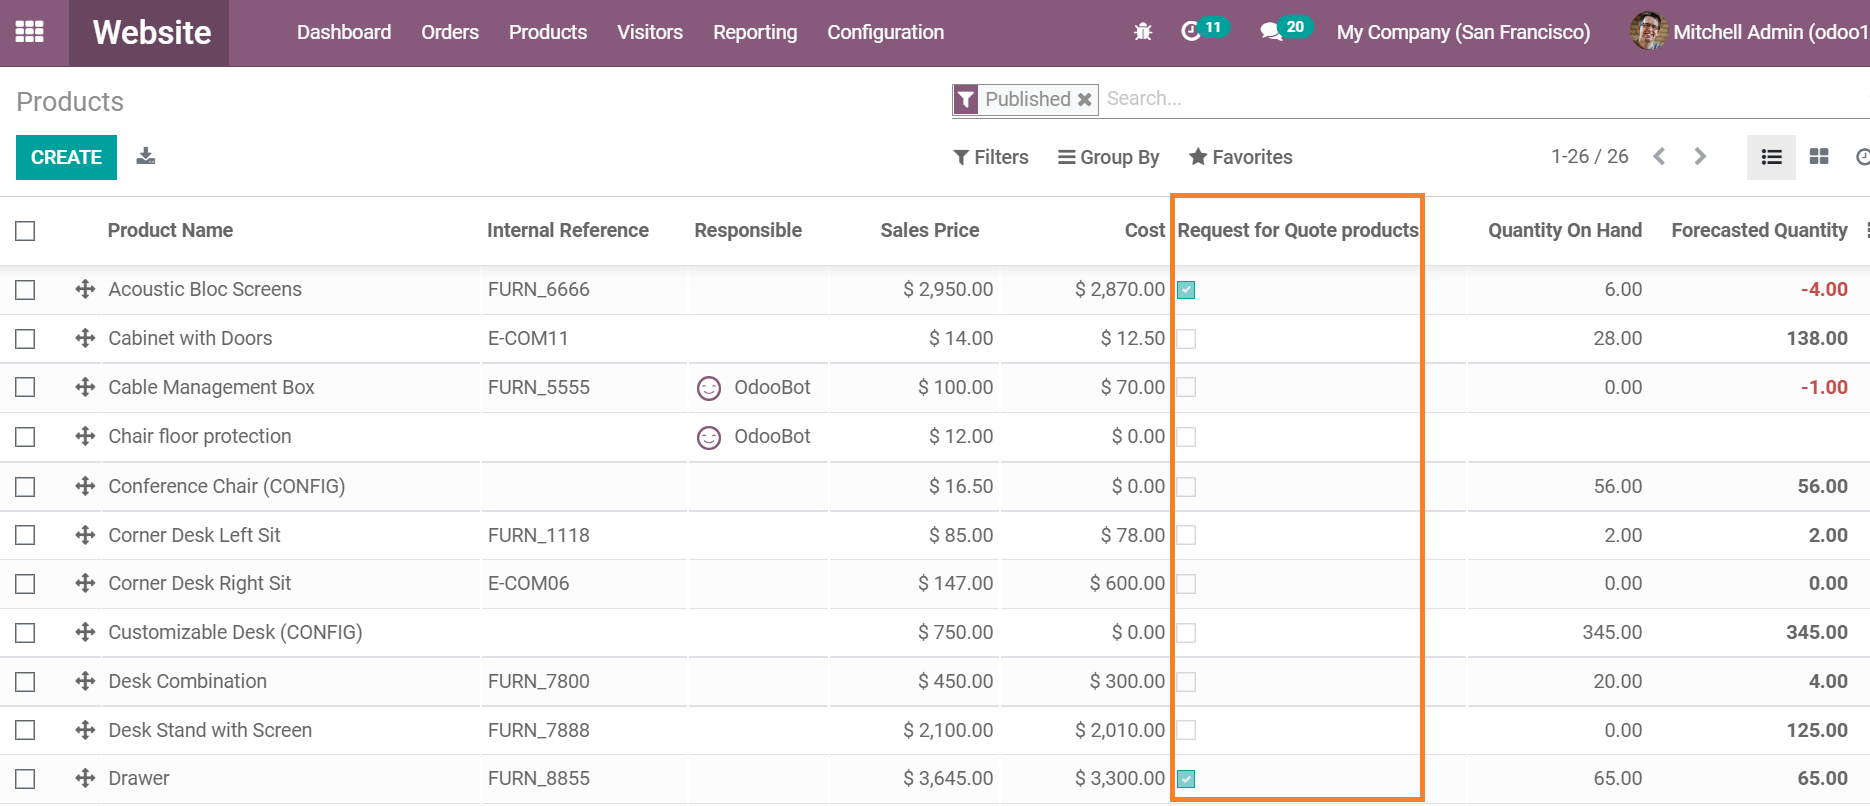 Website Dashboard Orders Products Visitors Reporting Configuration 11 20 My Company (San Francisco) Mitchell Admin (odoo1
Products
Published Search...
CREATE Filters Group By Favorites 1-26 / 26
Product Name Internal Reference Responsible Sales Price Cost Request for Quote products Quantity On Hand Forecasted Quantity
Acoustic Bloc Screens FURN_6666 $ 2,950.00 $ 2,870.00 6.00 -4.00
Cabinet with Doors E-COM11 $ 14.00 $ 12.50 28.00 138.00
Cable Management Box FURN_5555 OdooBot $ 100.00 $ 70.00 0.00 -1.00
Chair floor protection OdooBot $ 12.00 $ 0.00
Conference Chair (CONFIG) $ 16.50 $ 0.00 56.00 56.00
Corner Desk Left Sit FURN_1118 $ 85.00 $ 78.00 2.00 2.00
Corner Desk Right Sit E-COM06 $ 147.00 $ 600.00 0.00 0.00
Customizable Desk (CONFIG) $ 750.00 $ 0.00 345.00 345.00
Desk Combination FURN_7800 $ 450.00 $ 300.00 20.00 4.00
Desk Stand with Screen FURN_7888 $ 2,100.00 $ 2,010.00 0.00 125.00
Drawer FURN_8855 $ 3,645.00 $ 3,300.00 65.00 65.00